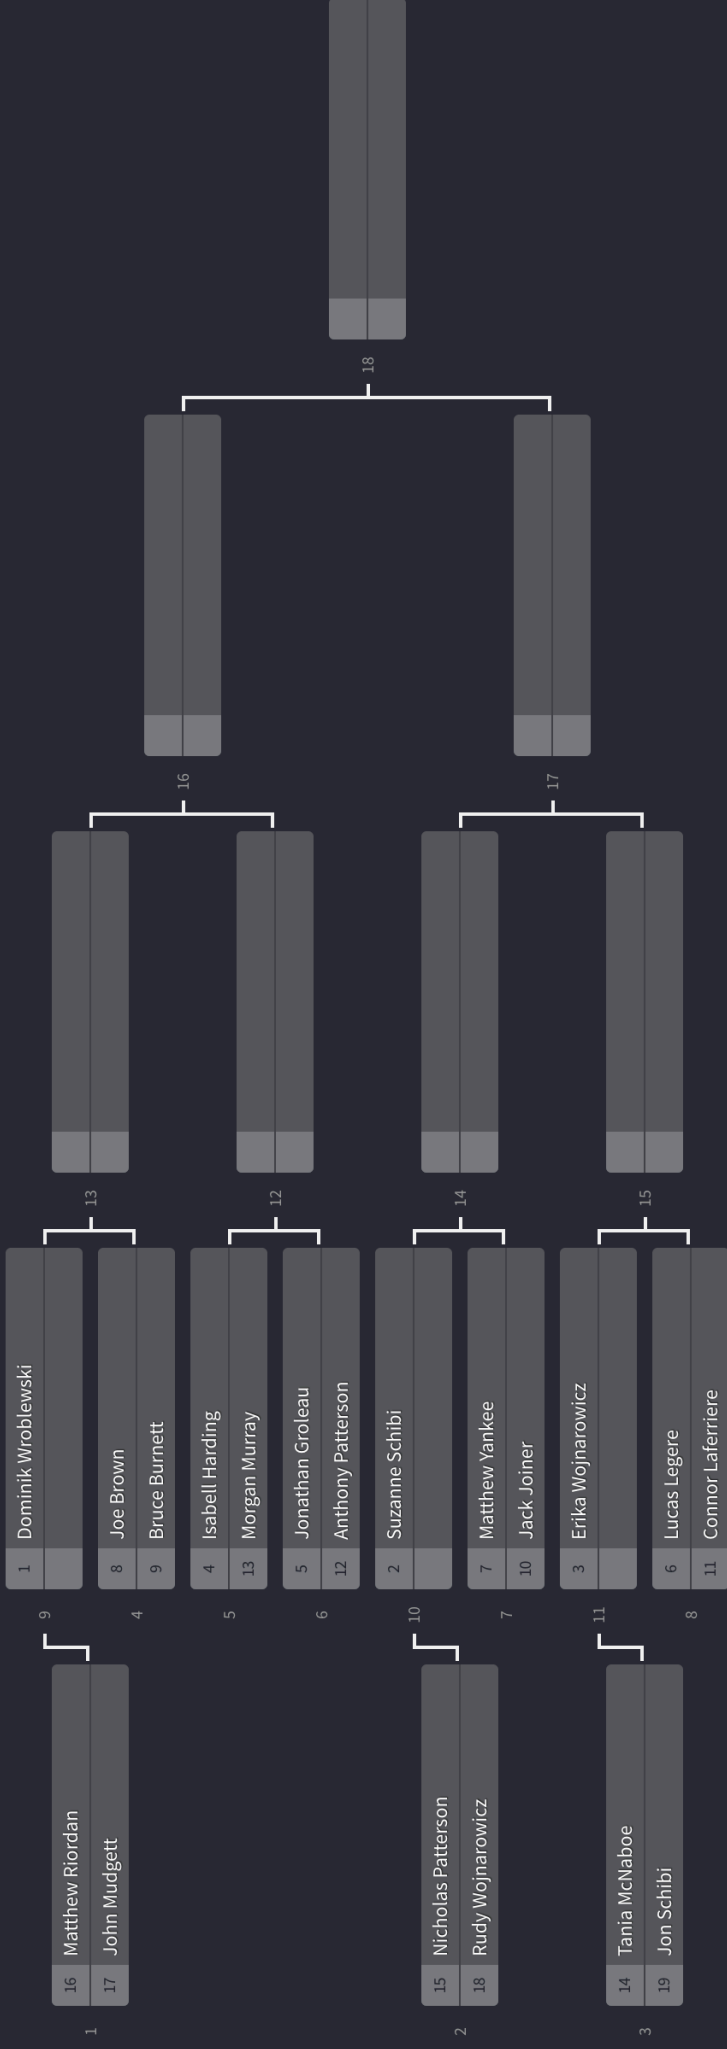 1
16 Matthew Riordan
17 John Mudgett
2
15 Nicholas Patterson
18 Rudy Wojnarowicz
3
14 Tania McNaboe
19 Jon Schibi
9
1 Dominik Wroblewski
4
8 Joe Brown
9 Bruce Burnett
5
4 Isabell Harding
13 Morgan Murray
6
5 Jonathan Groleau
12 Anthony Patterson
10
2 Suzanne Schibi
7
7 Matthew Yankee
10 Jack Joiner
11
3 Erika Wojnarowicz
8
6 Lucas Legere
11 Connor Laferriere
13
12
14
15
16
17
18